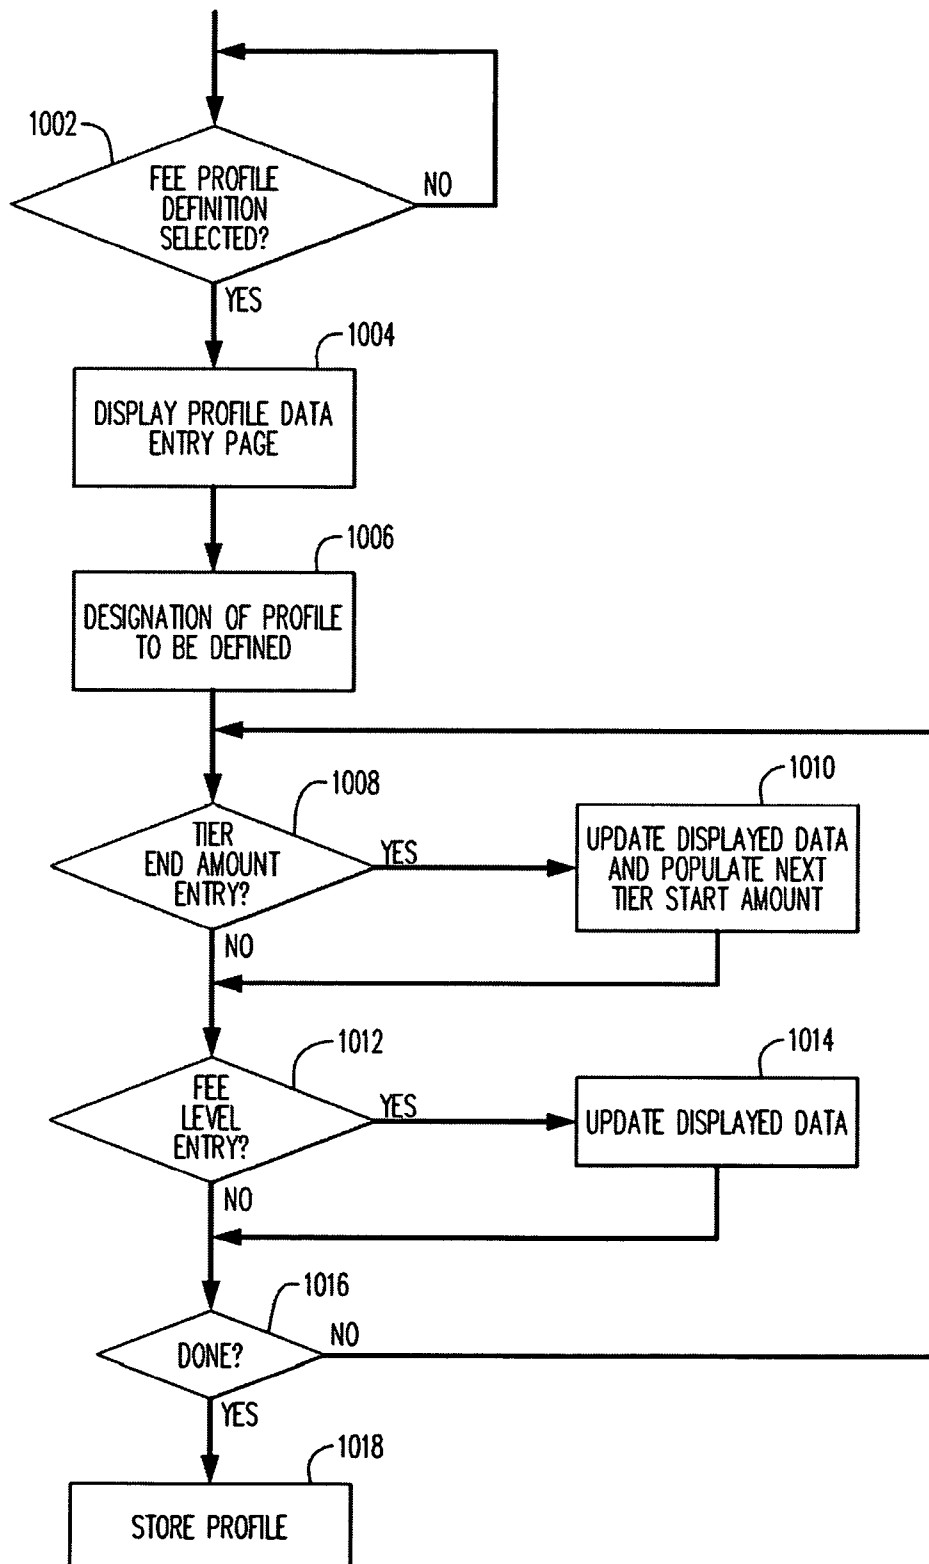 1002
FEE PROFILE
DEFINITION
SELECTED?
NO
YES
1004
DISPLAY PROFILE DATA
ENTRY PAGE
1006
DESIGNATION OF PROFILE
TO BE DEFINED
1008
TIER
END AMOUNT
ENTRY?
YES
NO
1010
UPDATE DISPLAYED DATA
AND POPULATE NEXT
TIER START AMOUNT
1012
FEE
LEVEL
ENTRY?
YES
NO
1014
UPDATE DISPLAYED DATA
1016
DONE?
NO
YES
1018
STORE PROFILE